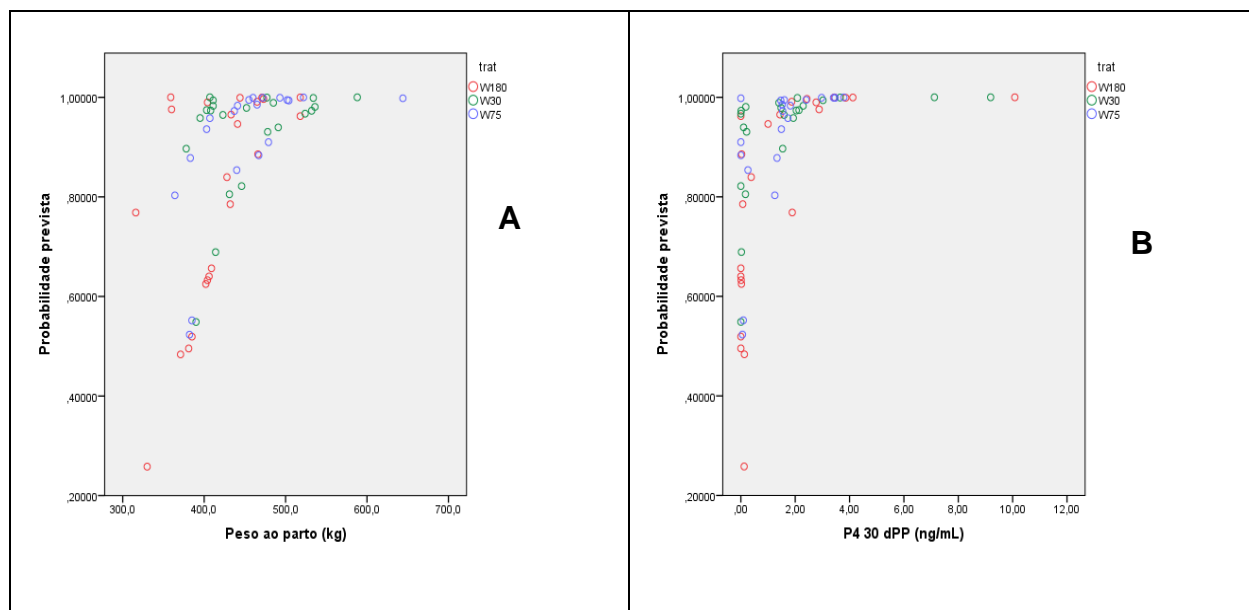 trat
W180
W30
W75
1,00000
,80000
,60000
,40000
,20000
Probabilidade prevista
300,0 400,0 500,0 600,0 700,0
Peso ao parto (kg)
A
trat
W180
W30
W75
1,00000
,80000
,60000
,40000
,20000
Probabilidade prevista
,00 2,00 4,00 6,00 8,00 10,00 12,00
P4 30 dPP (ng/mL)
B